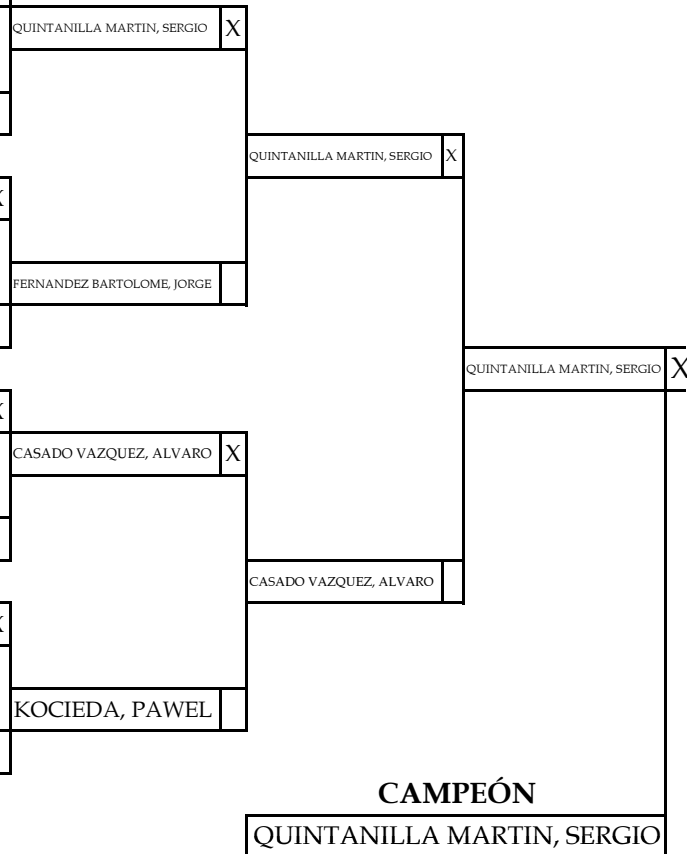 QUINTANILLA MARTIN, SERGIO X
QUINTANILLA MARTIN, SERGIO X
X
FERNANDEZ BARTOLOME, JORGE
QUINTANILLA MARTIN, SERGIO X
X
CASADO VAZQUEZ, ALVARO X
CASADO VAZQUEZ, ALVARO
X
KOCIEDA, PAWEL
CAMPEÓN
QUINTANILLA MARTIN, SERGIO